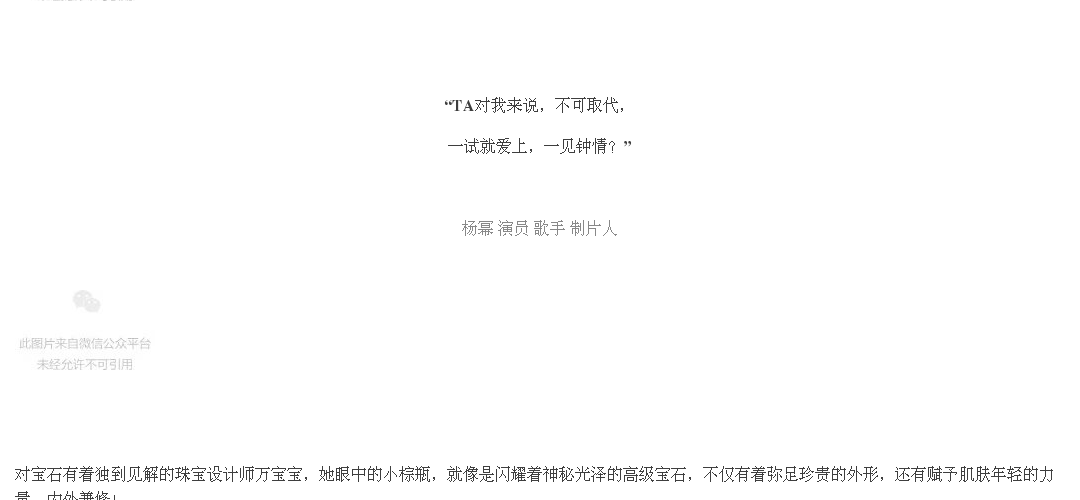 “TA对我来说，不可取代，
一试就爱上，一见钟情？”
杨幂 演员 歌手 制片人
此图片来自微信公众平台
未经允许不可引用
对宝石有着独到见解的珠宝设计师万宝宝，她眼中的小棕瓶，就像是闪耀着神秘光泽的高级宝石，不仅有着弥足珍贵的外形，还有赋予肌肤年轻的力
量，内外兼修！